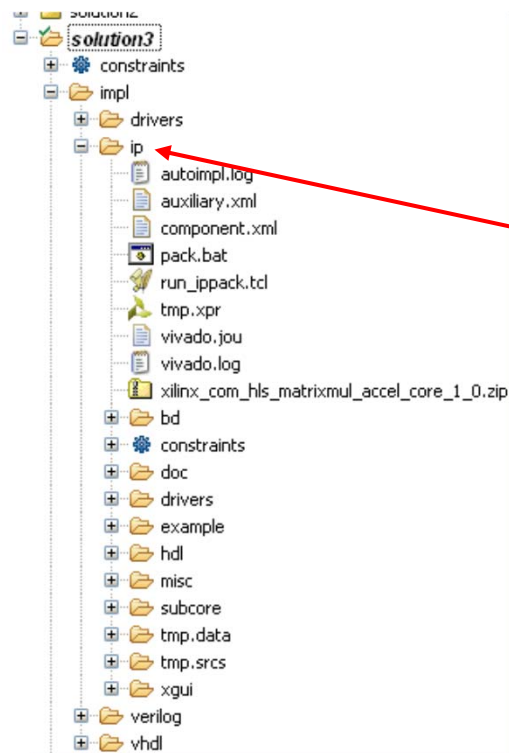 solution2
solution3
constraints
impl
drivers
ip
autoimpl.log
auxiliary.xml
component.xml
pack.bat
run_ippack.tcl
tmp.xpr
vivado.jou
vivado.log
xilinx_com_hls_matrixmul_accel_core_1_0.zip
bd
constraints
doc
drivers
example
hdl
misc
subcore
tmp.data
tmp.srcs
xgui
verilog
vhdl